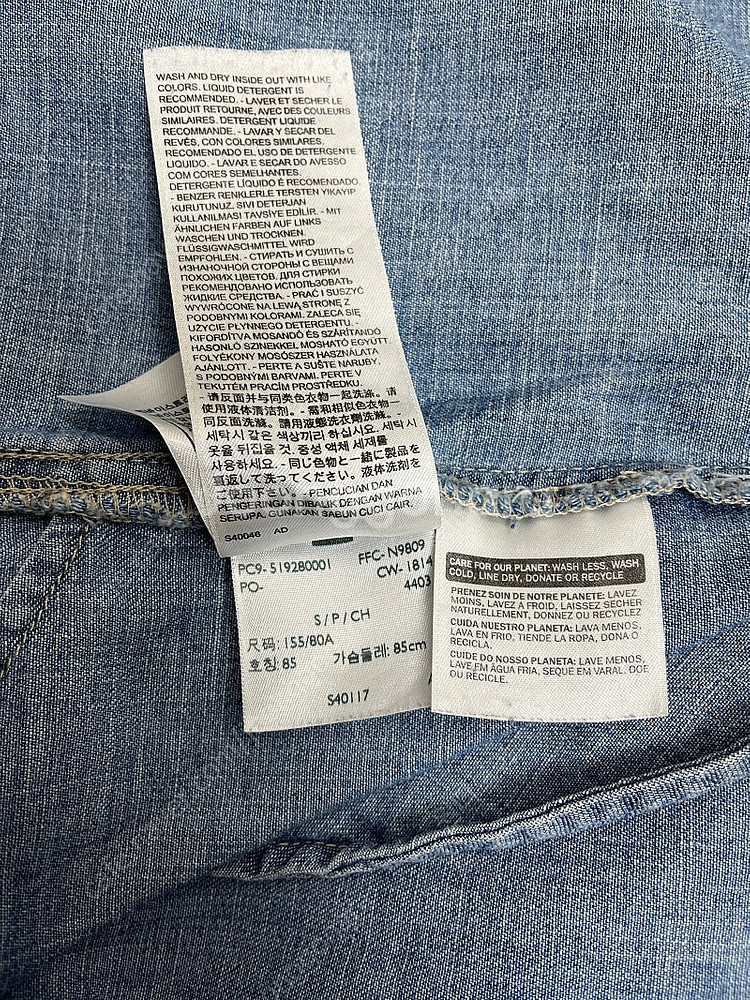 WASH AND DRY INSIDE OUT WITH LIKE
COLORS. LIQUID DETERGENT IS
RECOMMENDED. - LAVER ET SECHER LE
PRODUIT RETOURNE, AVEC DES COULEURS
SIMILAIRES. DETERGENT LIQUIDE
RECOMMANDE. - LAVAR Y SECAR DEL
REVÉS, CON COLORES SIMILARES.
RECOMENDADO EL USO DE DETERGENTE
LIQUIDO. - LAVAR E SECAR DO AVESSO
COM CORES SEMELHANTES.
DETERGENTE LÍQUIDO É RECOMENDADO.
- BENZER RENKLERLE TERSTEN YIKAYIP
KURUTUNUZ. SIVI DETERJAN
KULLANILMASI TAVSİYE EDİLİR. - MIT
ÄHNLICHEN FARBEN AUF LINKS
WASCHEN UND TROCKNEN.
FLÜSSIGWASCHMITTEL WIRD
EMPFOHLEN. - СТИРАТЬ И СУШИТЬ С
ИЗНАНОЧНОЙ СТОРОНЫ С ВЕЩАМИ
ПОХОЖИХ ЦВЕТОВ. ДЛЯ СТИРКИ
РЕКОМЕНДОВАНО ИСПОЛЬЗОВАТЬ
ЖИДКИЕ СРЕДСТВА. - PRAĆ I SUSZYĆ
WYWRÓCONE NA LEWĄ STRONĘ Z
PODOBNYMI KOLORAMI. ZALECA SIĘ
UŻYCIE PŁYNNEGO DETERGENTU. -
KIFORDÍTVA MOSANDÓ ÉS SZÁRÍTANDÓ
HASONLÓ SZINEKKEL MOSHATÓ EGYÜTT.
FOLYÉKONY MOSÓSZER HASZNÁLATA
AJÁNLOTT. - PERTE A SUŠTE NARUBY,
S PODOBNÝMI BARVAMI. PERTE V
TEKUTÉM PRACÍM PROSTŘEDKU.
- 请反面并与同类色衣物一起洗涤。请
使用液体清洁剂。- 需和相似色衣物一
同反面洗滌。請用液態洗衣劑洗滌。-
세탁시 같은 색상끼리 하십시요. 세탁시
옷을 뒤집을 것. 중성 액체 세제를
사용하세요. - 同じ色物と一緒に製品を
裏返して洗ってください。液体洗剤を
ご使用下さい。- PENCUCIAN DAN
PENGERINGAN DIBALIK DENGAN WARNA
SERUPA. GUNAKAN SABUN CUCI CAIR.
S40046 AD
PC9- 519280001 FFC- N9809
PO- CW- 1814
4403
S / P / CH
尺码: 155/80A
호칭: 85 가슴둘레: 85cm
S40117
CARE FOR OUR PLANET: WASH LESS, WASH
COLD, LINE DRY, DONATE OR RECYCLE
PRENEZ SOIN DE NOTRE PLANETE: LAVEZ
MOINS, LAVEZ A FROID, LAISSEZ SECHER
NATURELLEMENT, DONNEZ OU RECYCLEZ
CUIDA NUESTRO PLANETA: LAVA MENOS,
LAVA EN FRIO, TIENDE LA ROPA, DONA O
RECICLA.
CUIDE DO NOSSO PLANETA: LAVE MENOS,
LAVE EM ÁGUA FRIA, SEQUE EM VARAL. DOE
OU RECICLE.